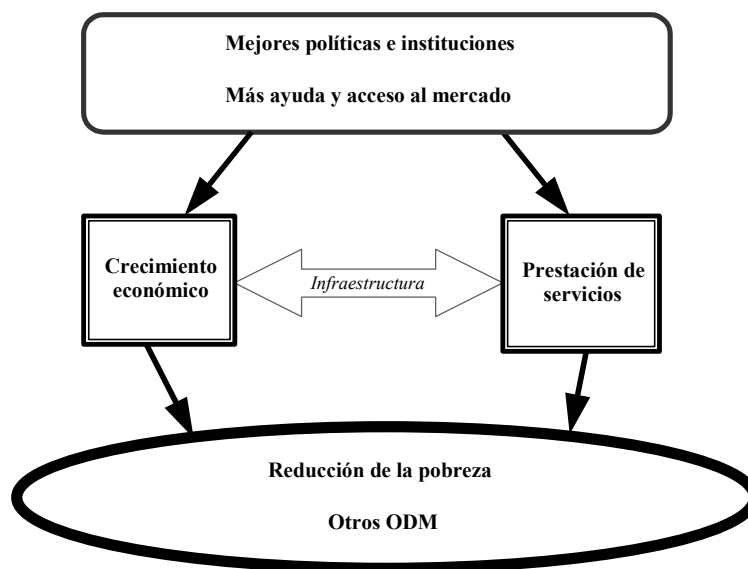 Mejores políticas e instituciones
Más ayuda y acceso al mercado
Crecimiento
económico
Infraestructura
Prestación de
servicios
Reducción de la pobreza
Otros ODM